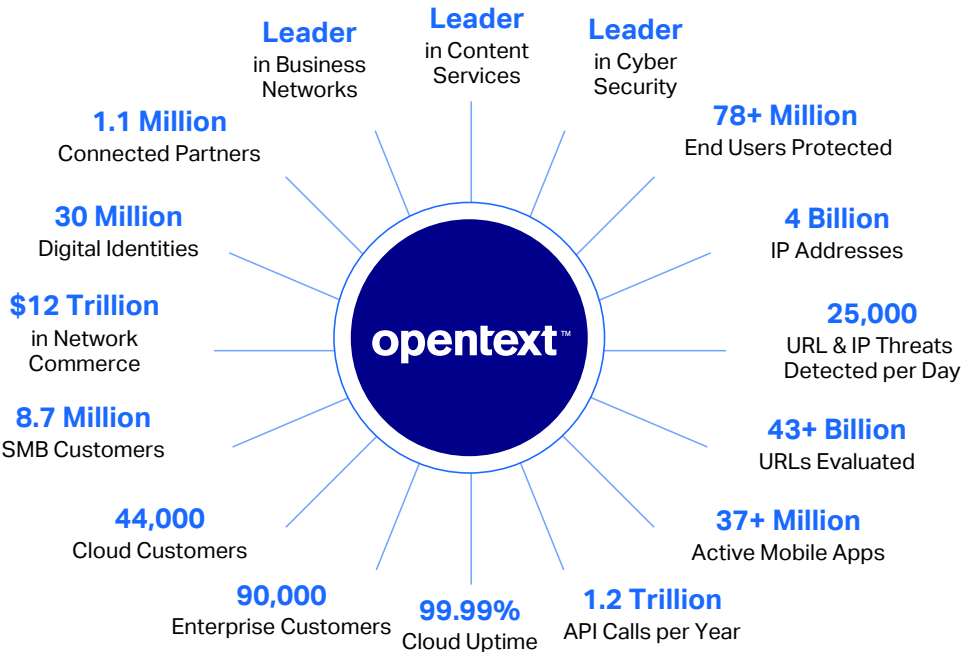 Leader
in Business
Networks
Leader
in Content
Services
Leader
in Cyber
Security
78+ Million
End Users Protected
4 Billion
IP Addresses
25,000
URL & IP Threats
Detected per Day
43+ Billion
URLs Evaluated
37+ Million
Active Mobile Apps
1.2 Trillion
API Calls per Year
99.99%
Cloud Uptime
90,000
Enterprise Customers
44,000
Cloud Customers
8.7 Million
SMB Customers
$12 Trillion
in Network
Commerce
30 Million
Digital Identities
1.1 Million
Connected Partners
opentext™